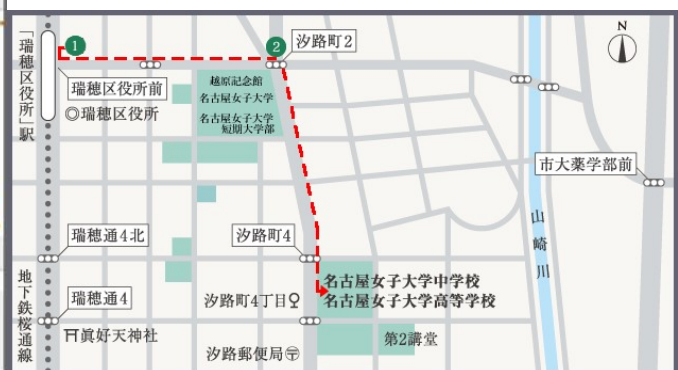 「瑞穂区役所」駅
1
2
汐路町2
N
瑞穂区役所前
◎瑞穂区役所
越原記念館
名古屋女子大学
名古屋女子大学
短期大学部
市大薬学部前
山崎川
瑞穂通4北
汐路町4
地下鉄桜通線
瑞穂通4
汐路町4丁目
名古屋女子大学中学校
名古屋女子大学高等学校
眞好天神社
第2講堂
汐路郵便局〶